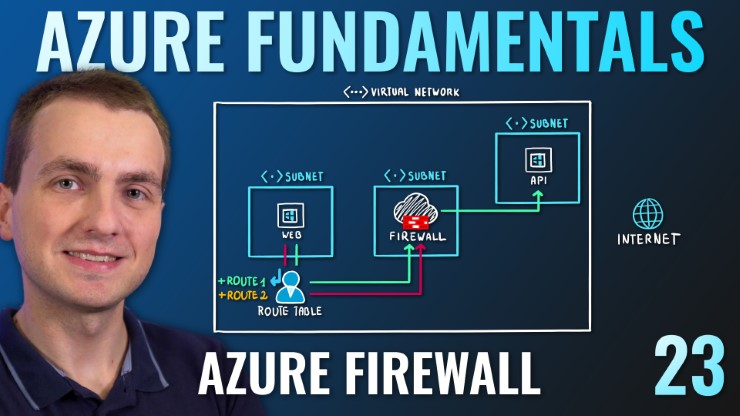 AZURE FUNDAMENTALS
<···> VIRTUAL NETWORK
<·> SUBNET
API
<·> SUBNET
<·> SUBNET
WEB
FIREWALL
INTERNET
+ROUTE 1
+ROUTE 2
ROUTE TABLE
AZURE FIREWALL
23